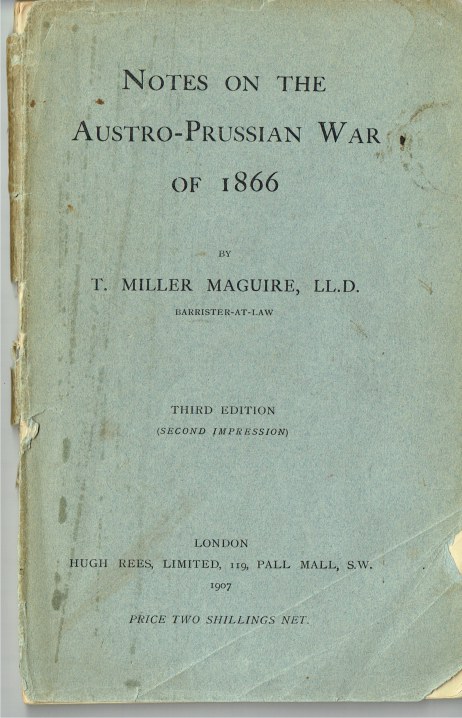 NOTES ON THE
AUSTRO-PRUSSIAN WAR
OF 1866
BY
T. MILLER MAGUIRE, LL.D.
BARRISTER-AT-LAW
THIRD EDITION
(SECOND IMPRESSION)
LONDON
HUGH REES, LIMITED, 119, PALL MALL, S.W.
1907
PRICE TWO SHILLINGS NET.